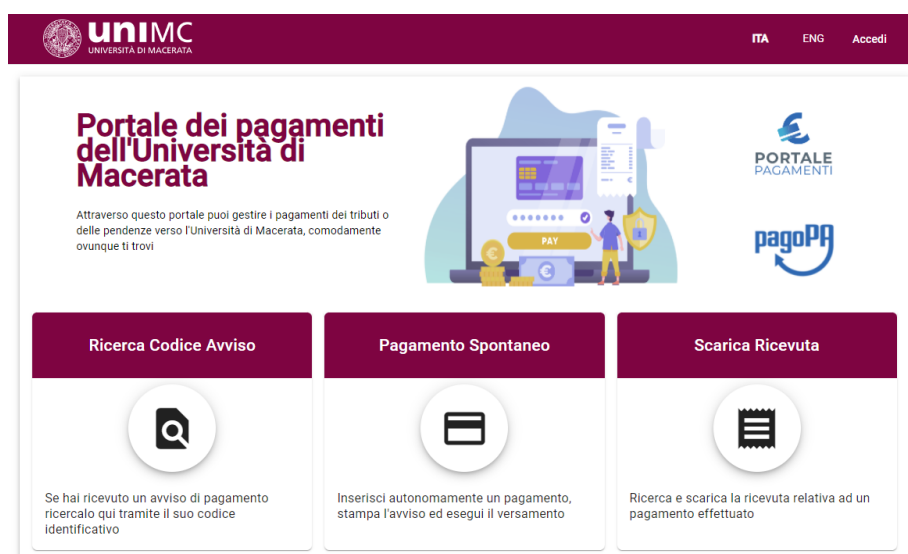 uniMC
UNIVERSITÀ DI MACERATA
ITA
ENG
Accedi
Portale dei pagamenti
dell'Università di
Macerata
Attraverso questo portale puoi gestire i pagamenti dei tributi o
delle pendenze verso l'Università di Macerata, comodamente
ovunque ti trovi
PAY
PORTALE
PAGAMENTI
pagoPA
Ricerca Codice Avviso
Pagamento Spontaneo
Scarica Ricevuta
Se hai ricevuto un avviso di pagamento
ricercalo qui tramite il suo codice
identificativo
Inserisci autonomamente un pagamento,
stampa l'avviso ed esegui il versamento
Ricerca e scarica la ricevuta relativa ad un
pagamento effettuato